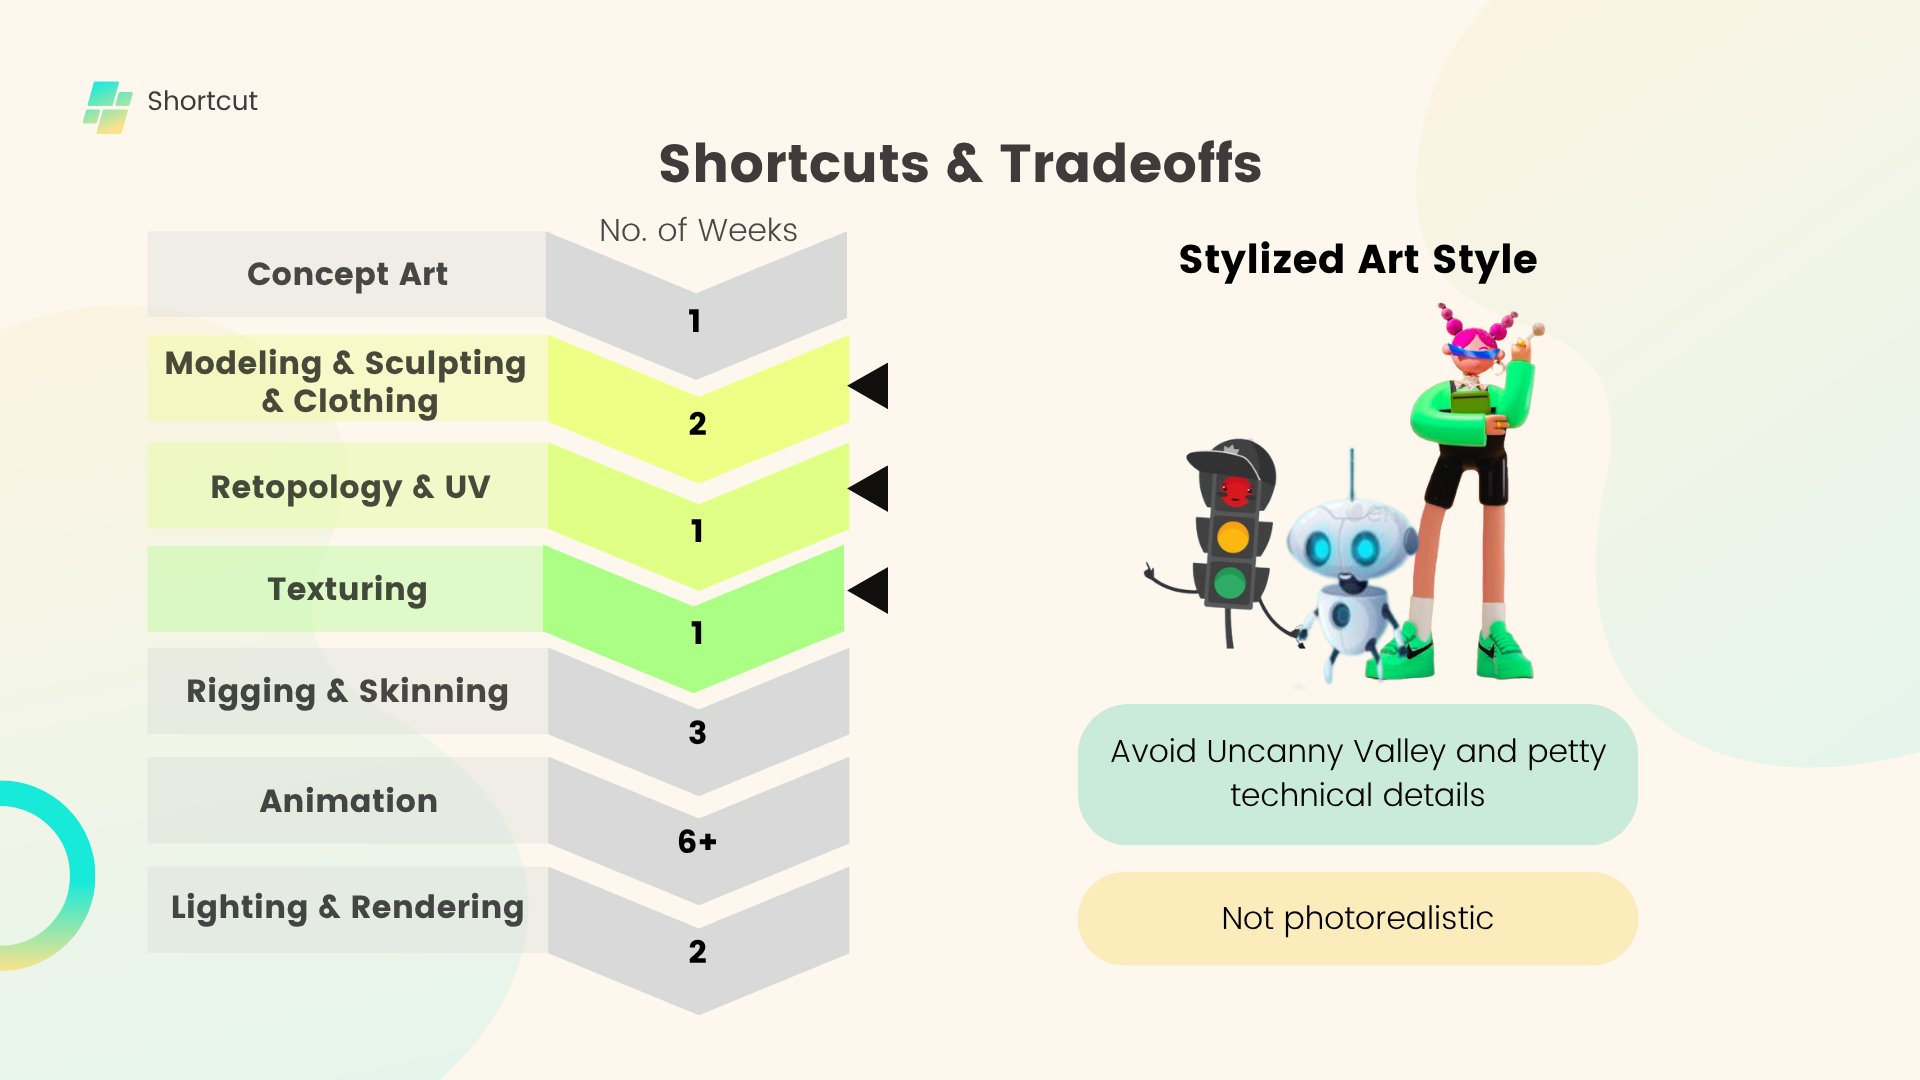 Shortcut
Shortcuts & Tradeoffs
No. of Weeks
Concept Art
1
Modeling & Sculpting
& Clothing
2
Retopology & UV
1
Texturing
1
Rigging & Skinning
3
Animation
6+
Lighting & Rendering
2
Stylized Art Style
Avoid Uncanny Valley and petty
technical details
Not photorealistic